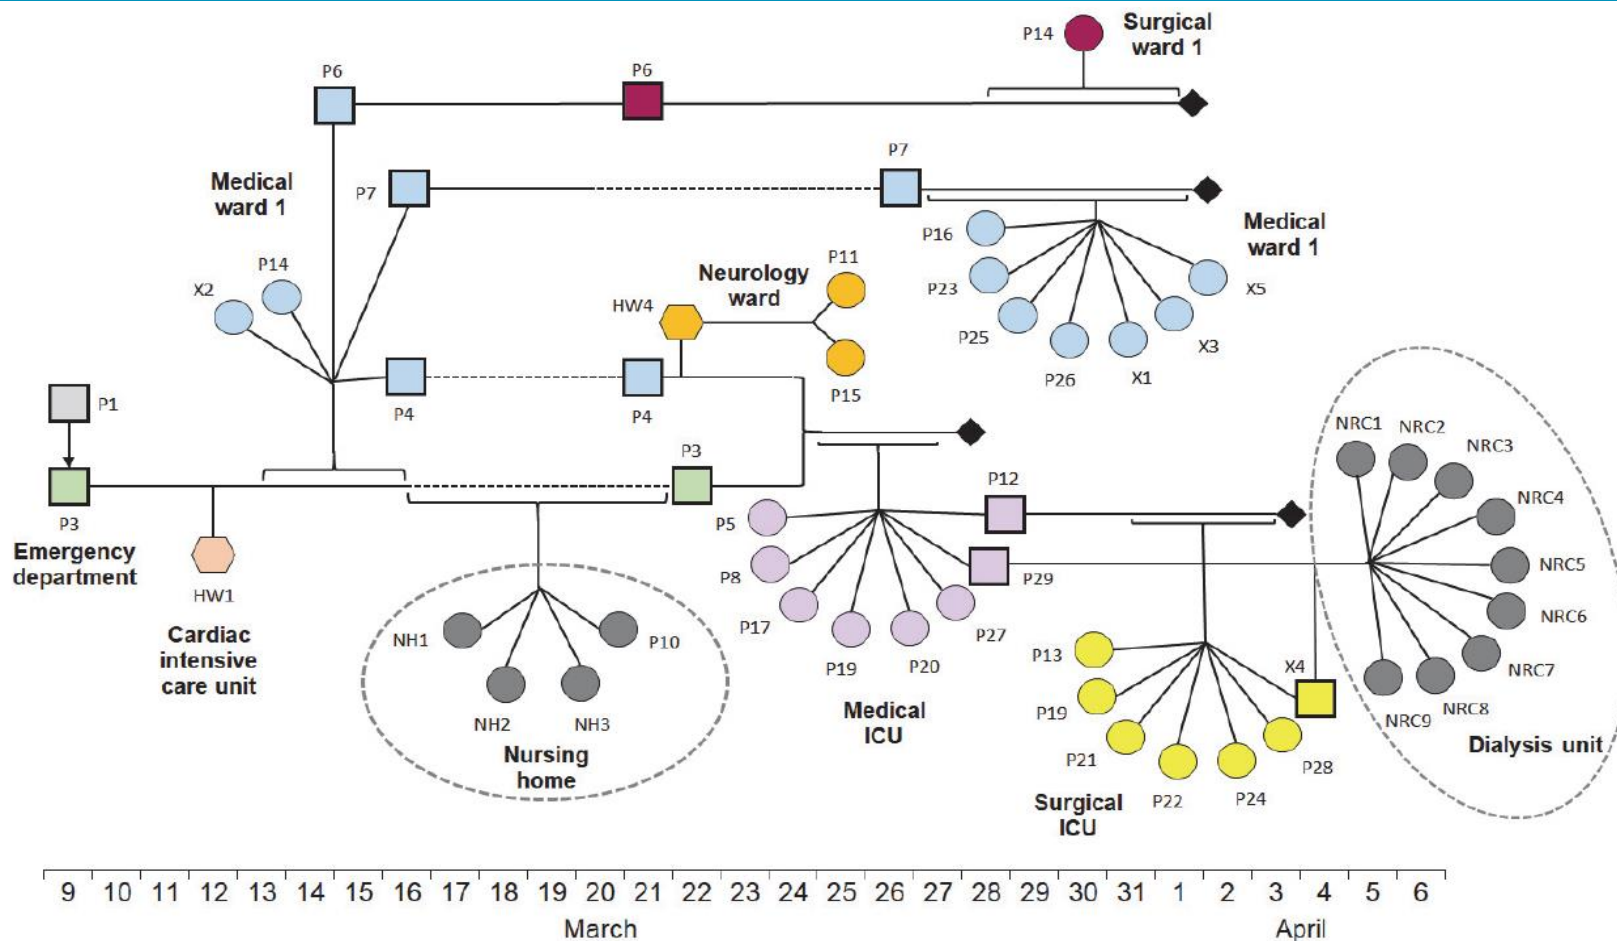 P14
Surgical
ward 1
P6
P6
P7
P7
Medical
ward 1
P16
P23
P25
P26
X1
X3
X5
Medical
ward 1
X2
P14
HW4
Neurology
ward
P11
P15
P4
P4
P1
P3
Emergency
department
HW1
Cardiac
intensive
care unit
P3
NH1
NH2
NH3
P10
Nursing
home
P5
P8
P17
P19
P20
P27
P12
P29
Medical
ICU
P13
P19
P21
P22
P24
P28
X4
Surgical
ICU
NRC1
NRC2
NRC3
NRC4
NRC5
NRC6
NRC7
NRC8
NRC9
Dialysis unit
9 10 11 12 13 14 15 16 17 18 19 20 21 22 23 24 25 26 27 28 29 30 31 1 2 3 4 5 6
March April